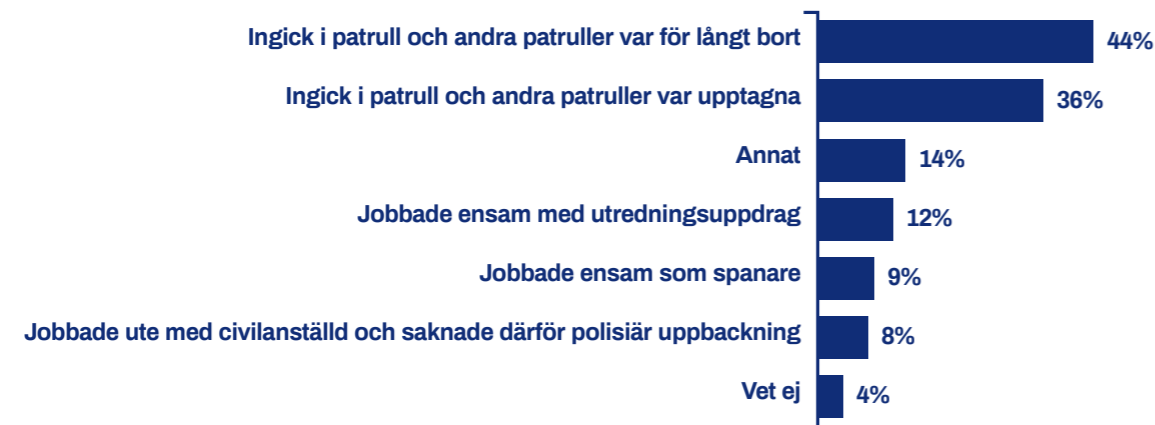 Ingick i patrull och andra patruller var för långt bort 44%
Ingick i patrull och andra patruller var upptagna 36%
Annat 14%
Jobbade ensam med utredningsuppdrag 12%
Jobbade ensam som spanare 9%
Jobbade ute med civilanställd och saknade därför polisiär uppbackning 8%
Vet ej 4%